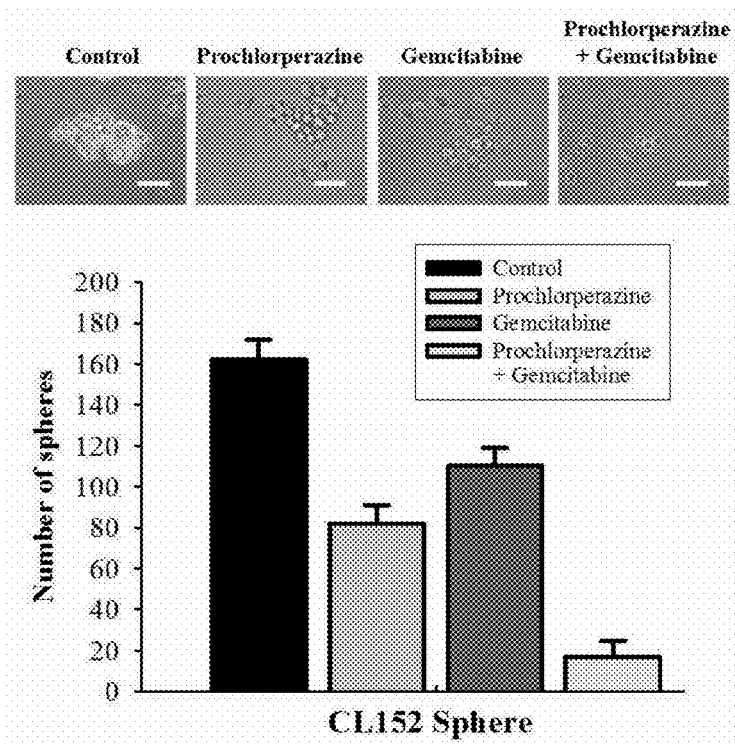 Control
Prochlorperazine
Gemcitabine
Prochlorperazine
+ Gemcitabine
Control
Prochlorperazine
Gemcitabine
Prochlorperazine
+ Gemcitabine
Number of spheres
200
180
160
140
120
100
80
60
40
20
0
CL152 Sphere